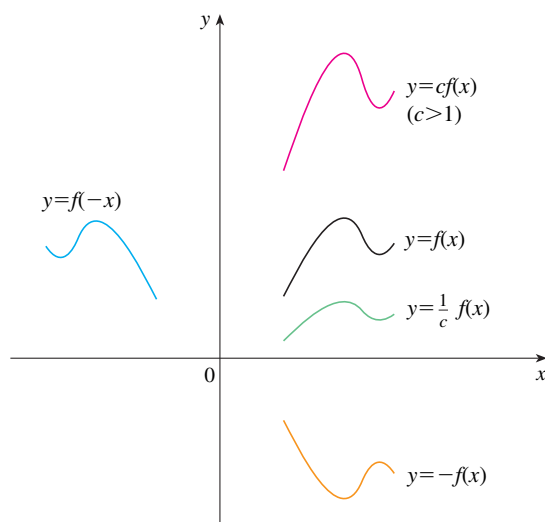 y
y=cf(x)
(c>1)
y=f(−x)
y=f(x)
y=1/c f(x)
0
x
y=−f(x)